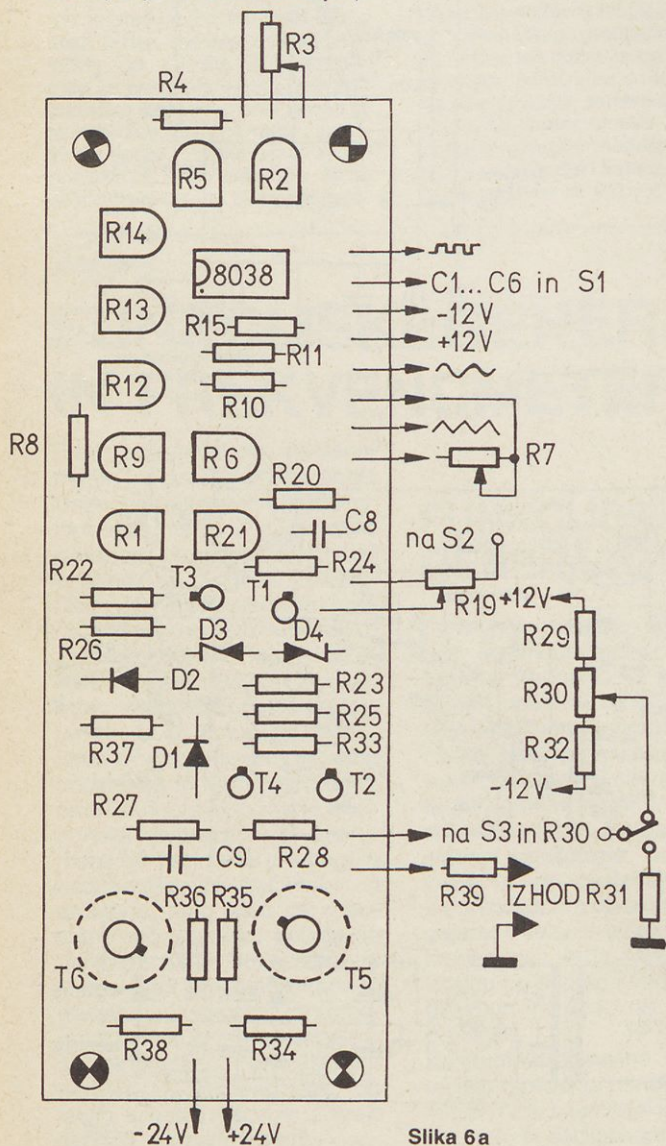 R3
R4
R5
R2
R14
8038
C1...C6 in S1
R13
-12V
R15
+12V
R11
R12
R10
R8
R9
R6
R7
R20
C8
na S2
R1
R21
R24
R22
T3
T1
R19
+12V
R26
D3
D4
R29
D2
R23
R30
R25
R37
D1
R33
R32
T4
T2
-12V
R27
na S3 in R30
C9
R28
R36
R35
R39
IZHOD
R31
T6
T5
R38
R34
-24V
+24V
Slika 6a